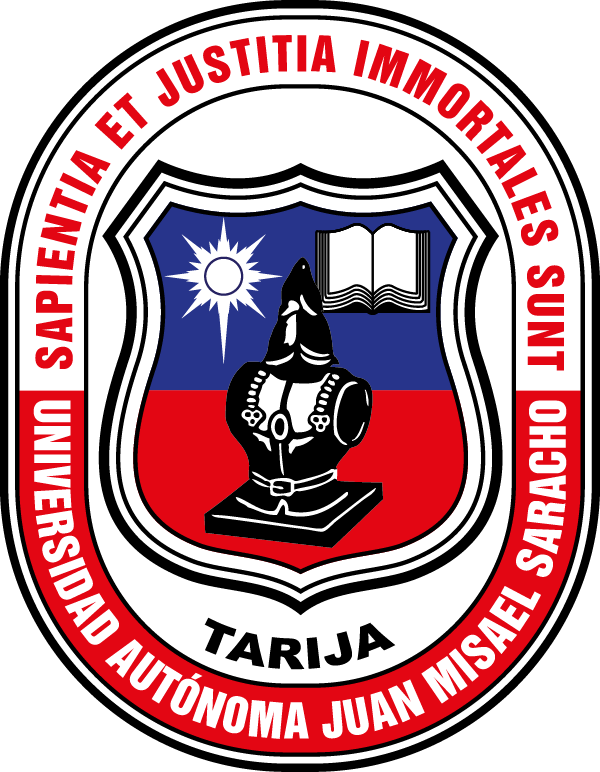 SAPIENTIA ET JUSTITIA IMMORTALES SUNT
TARIJA
UNIVERSIDAD AUTÓNOMA JUAN MISAEL SARACHO